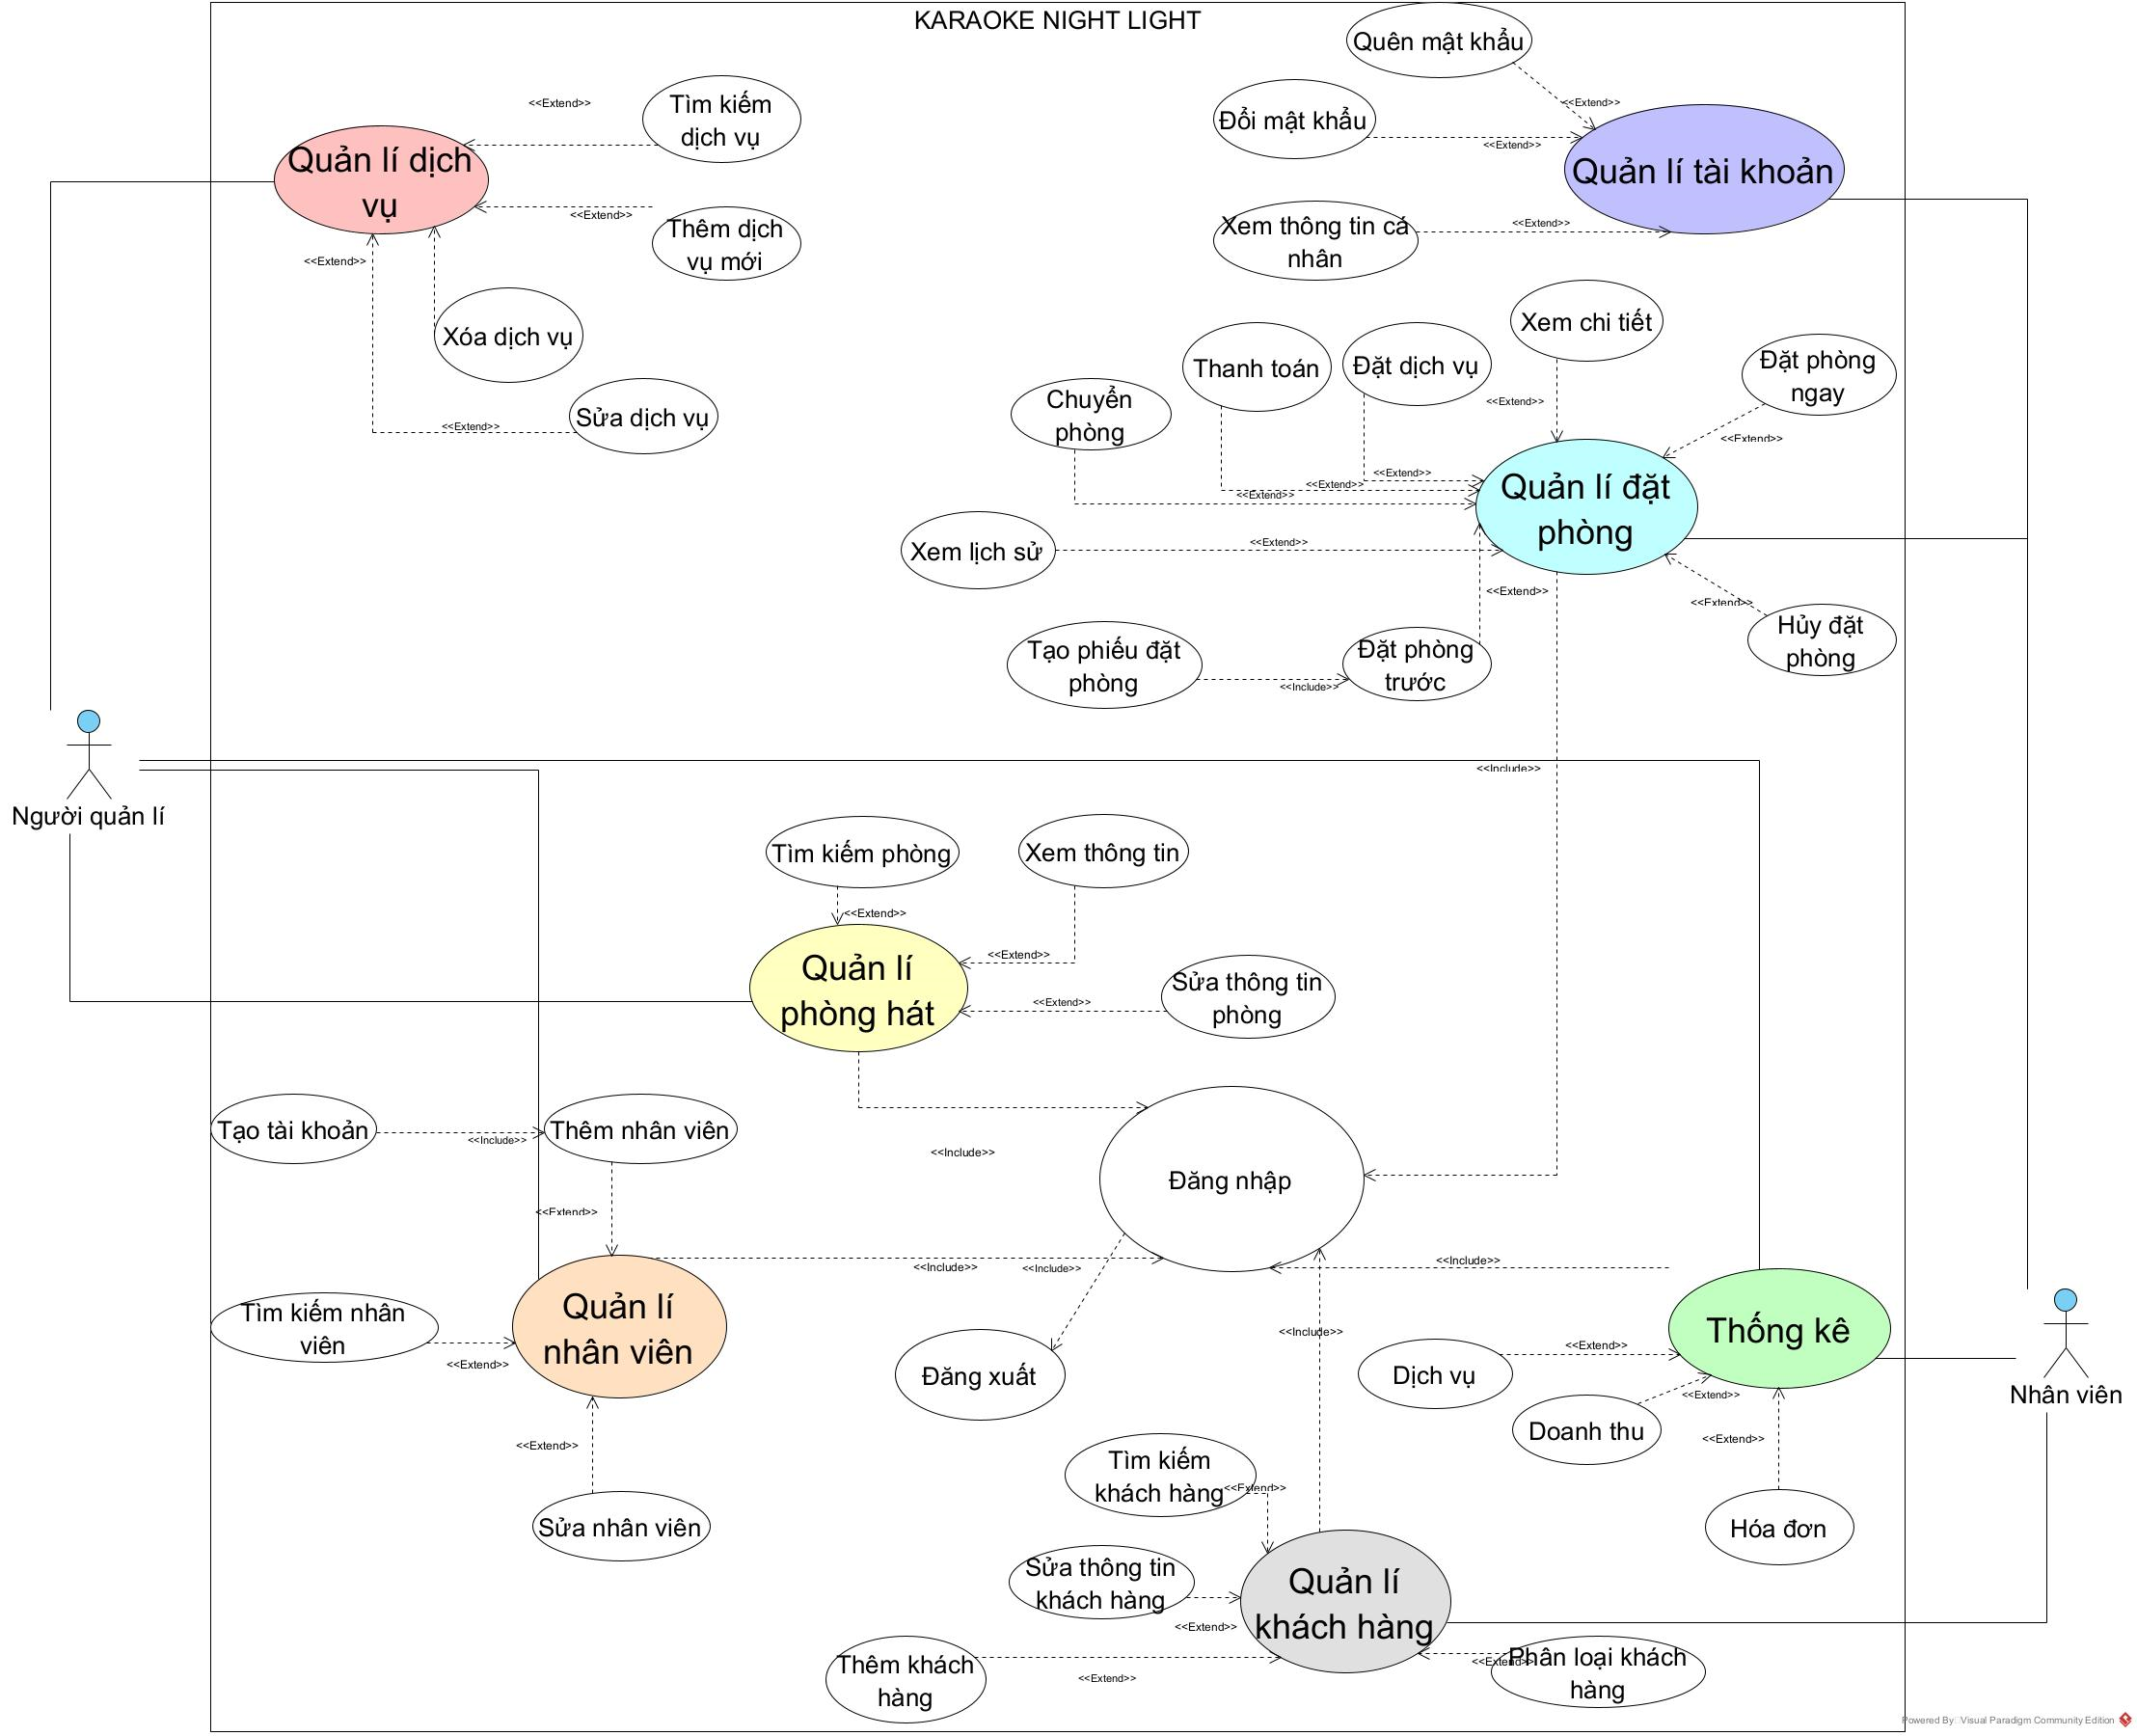 KARAOKE NIGHT LIGHT
Quên mật khẩu
<<Extend>>
Tìm kiếm
dịch vụ
<<Extend>>
Đổi mật khẩu
<<Extend>>
Quản lí dịch
vụ
Quản lí tài khoản
<<Extend>>
Thêm dịch
vụ mới
<<Extend>>
Xem thông tin cá
nhân
<<Extend>>
Xóa dịch vụ
<<Extend>>
Sửa dịch vụ
Xem chi tiết
<<Extend>>
Đặt phòng
ngay
<<Extend>>
Thanh toán
Đặt dịch vụ
Chuyển
phòng
<<Extend>>
<<Extend>>
<<Extend>>
Quản lí đặt
phòng
Xem lịch sử
<<Extend>>
<<Extend>>
<<Extend>>
Hủy đặt
phòng
Tạo phiếu đặt
phòng
<<Include>>
Đặt phòng
trước
<<Include>>
Người quản lí
Tìm kiếm phòng
Xem thông tin
<<Extend>>
<<Extend>>
Quản lí
phòng hát
<<Extend>>
Sửa thông tin
phòng
Tạo tài khoản
<<Include>>
Thêm nhân viên
<<Include>>
Đăng nhập
<<Extend>>
<<Include>>
<<Include>>
<<Include>>
Quản lí
nhân viên
Tìm kiếm nhân
viên
<<Extend>>
<<Include>>
Thống kê
<<Extend>>
Dịch vụ
Đăng xuất
Nhân viên
<<Extend>>
Doanh thu
<<Extend>>
<<Extend>>
Tìm kiếm
khách hàng
<<Extend>>
Sửa nhân viên
Hóa đơn
Sửa thông tin
khách hàng
<<Extend>>
Quản lí
khách hàng
Thêm khách
hàng
<<Extend>>
<<Extend>>
Phân loại khách
hàng
Powered By Visual Paradigm Community Edition